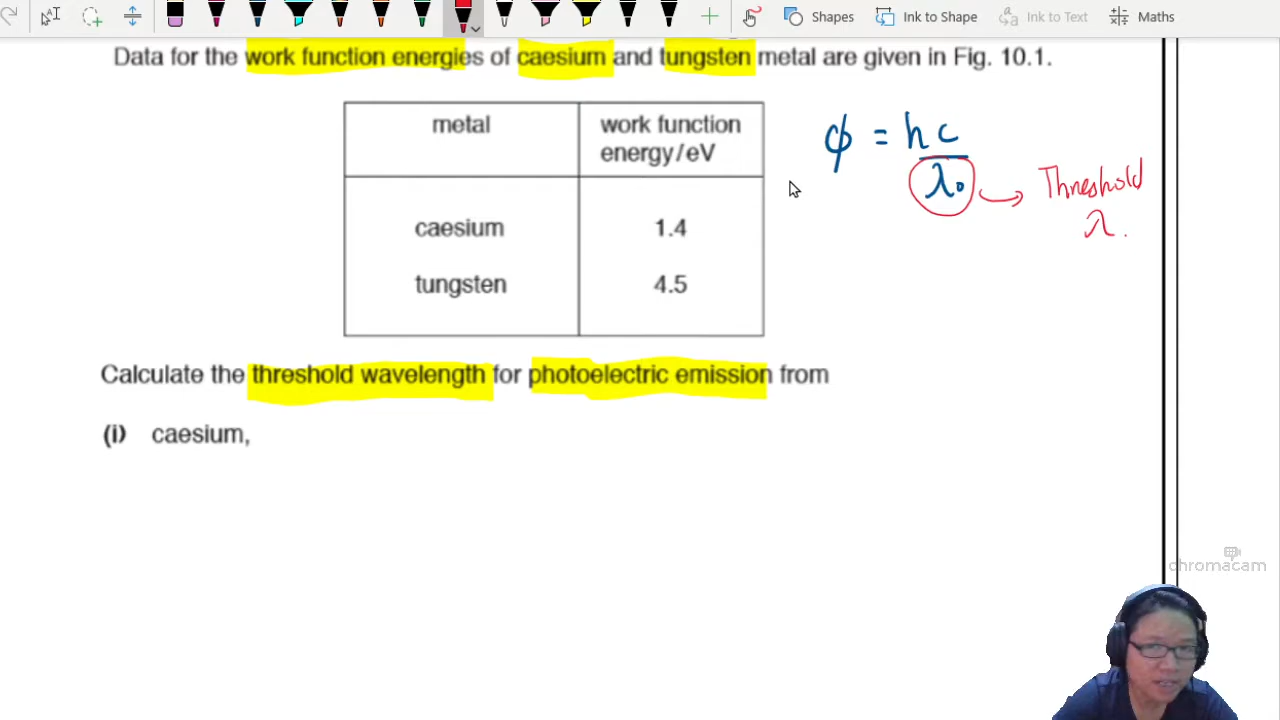 Shapes
Ink to Shape
Ink to Text
Maths
Data for the work function energies of caesium and tungsten metal are given in Fig. 10.1.
metal
work function
energy/eV
caesium
1.4
tungsten
4.5
ϕ = hc
λ₀
Threshold
λ.
Calculate the threshold wavelength for photoelectric emission from
(i) caesium,
chromacam